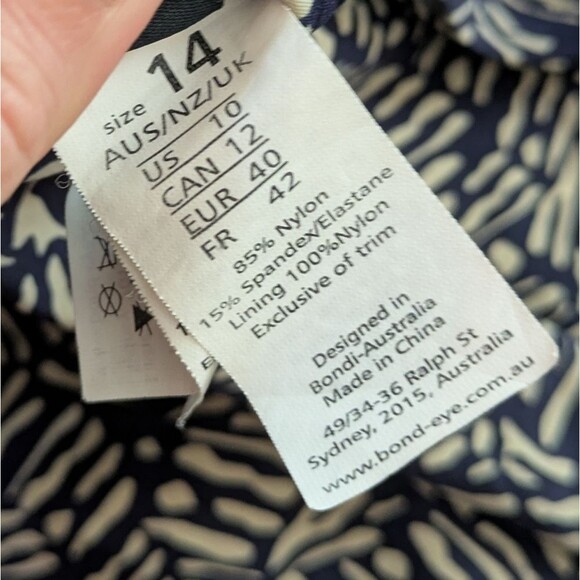 size 14
AUS/NZ/UK
US 10
CAN 12
EUR 40
FR 42
85% Nylon
15% Spandex/Elastane
Lining 100%Nylon
Exclusive of trim
Designed in
Bondi-Australia
Made in China
49/34-36 Ralph St
Sydney, 2015, Australia
www.bond-eye.com.au